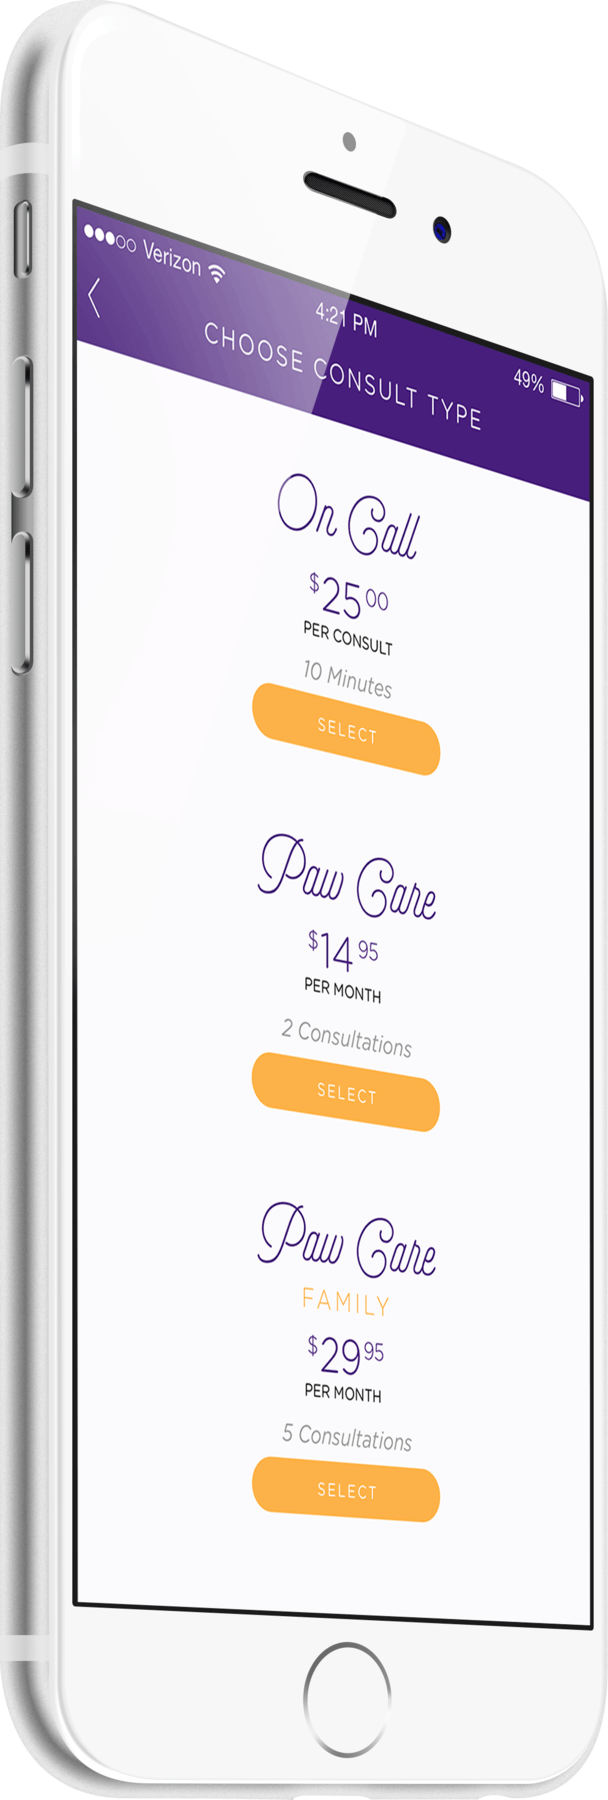 Verizon
4:21 PM
49%
CHOOSE CONSULT TYPE
On Call
$25 00
PER CONSULT
10 Minutes
SELECT
Paw Care
$14 95
PER MONTH
2 Consultations
SELECT
Paw Care
FAMILY
$29 95
PER MONTH
5 Consultations
SELECT